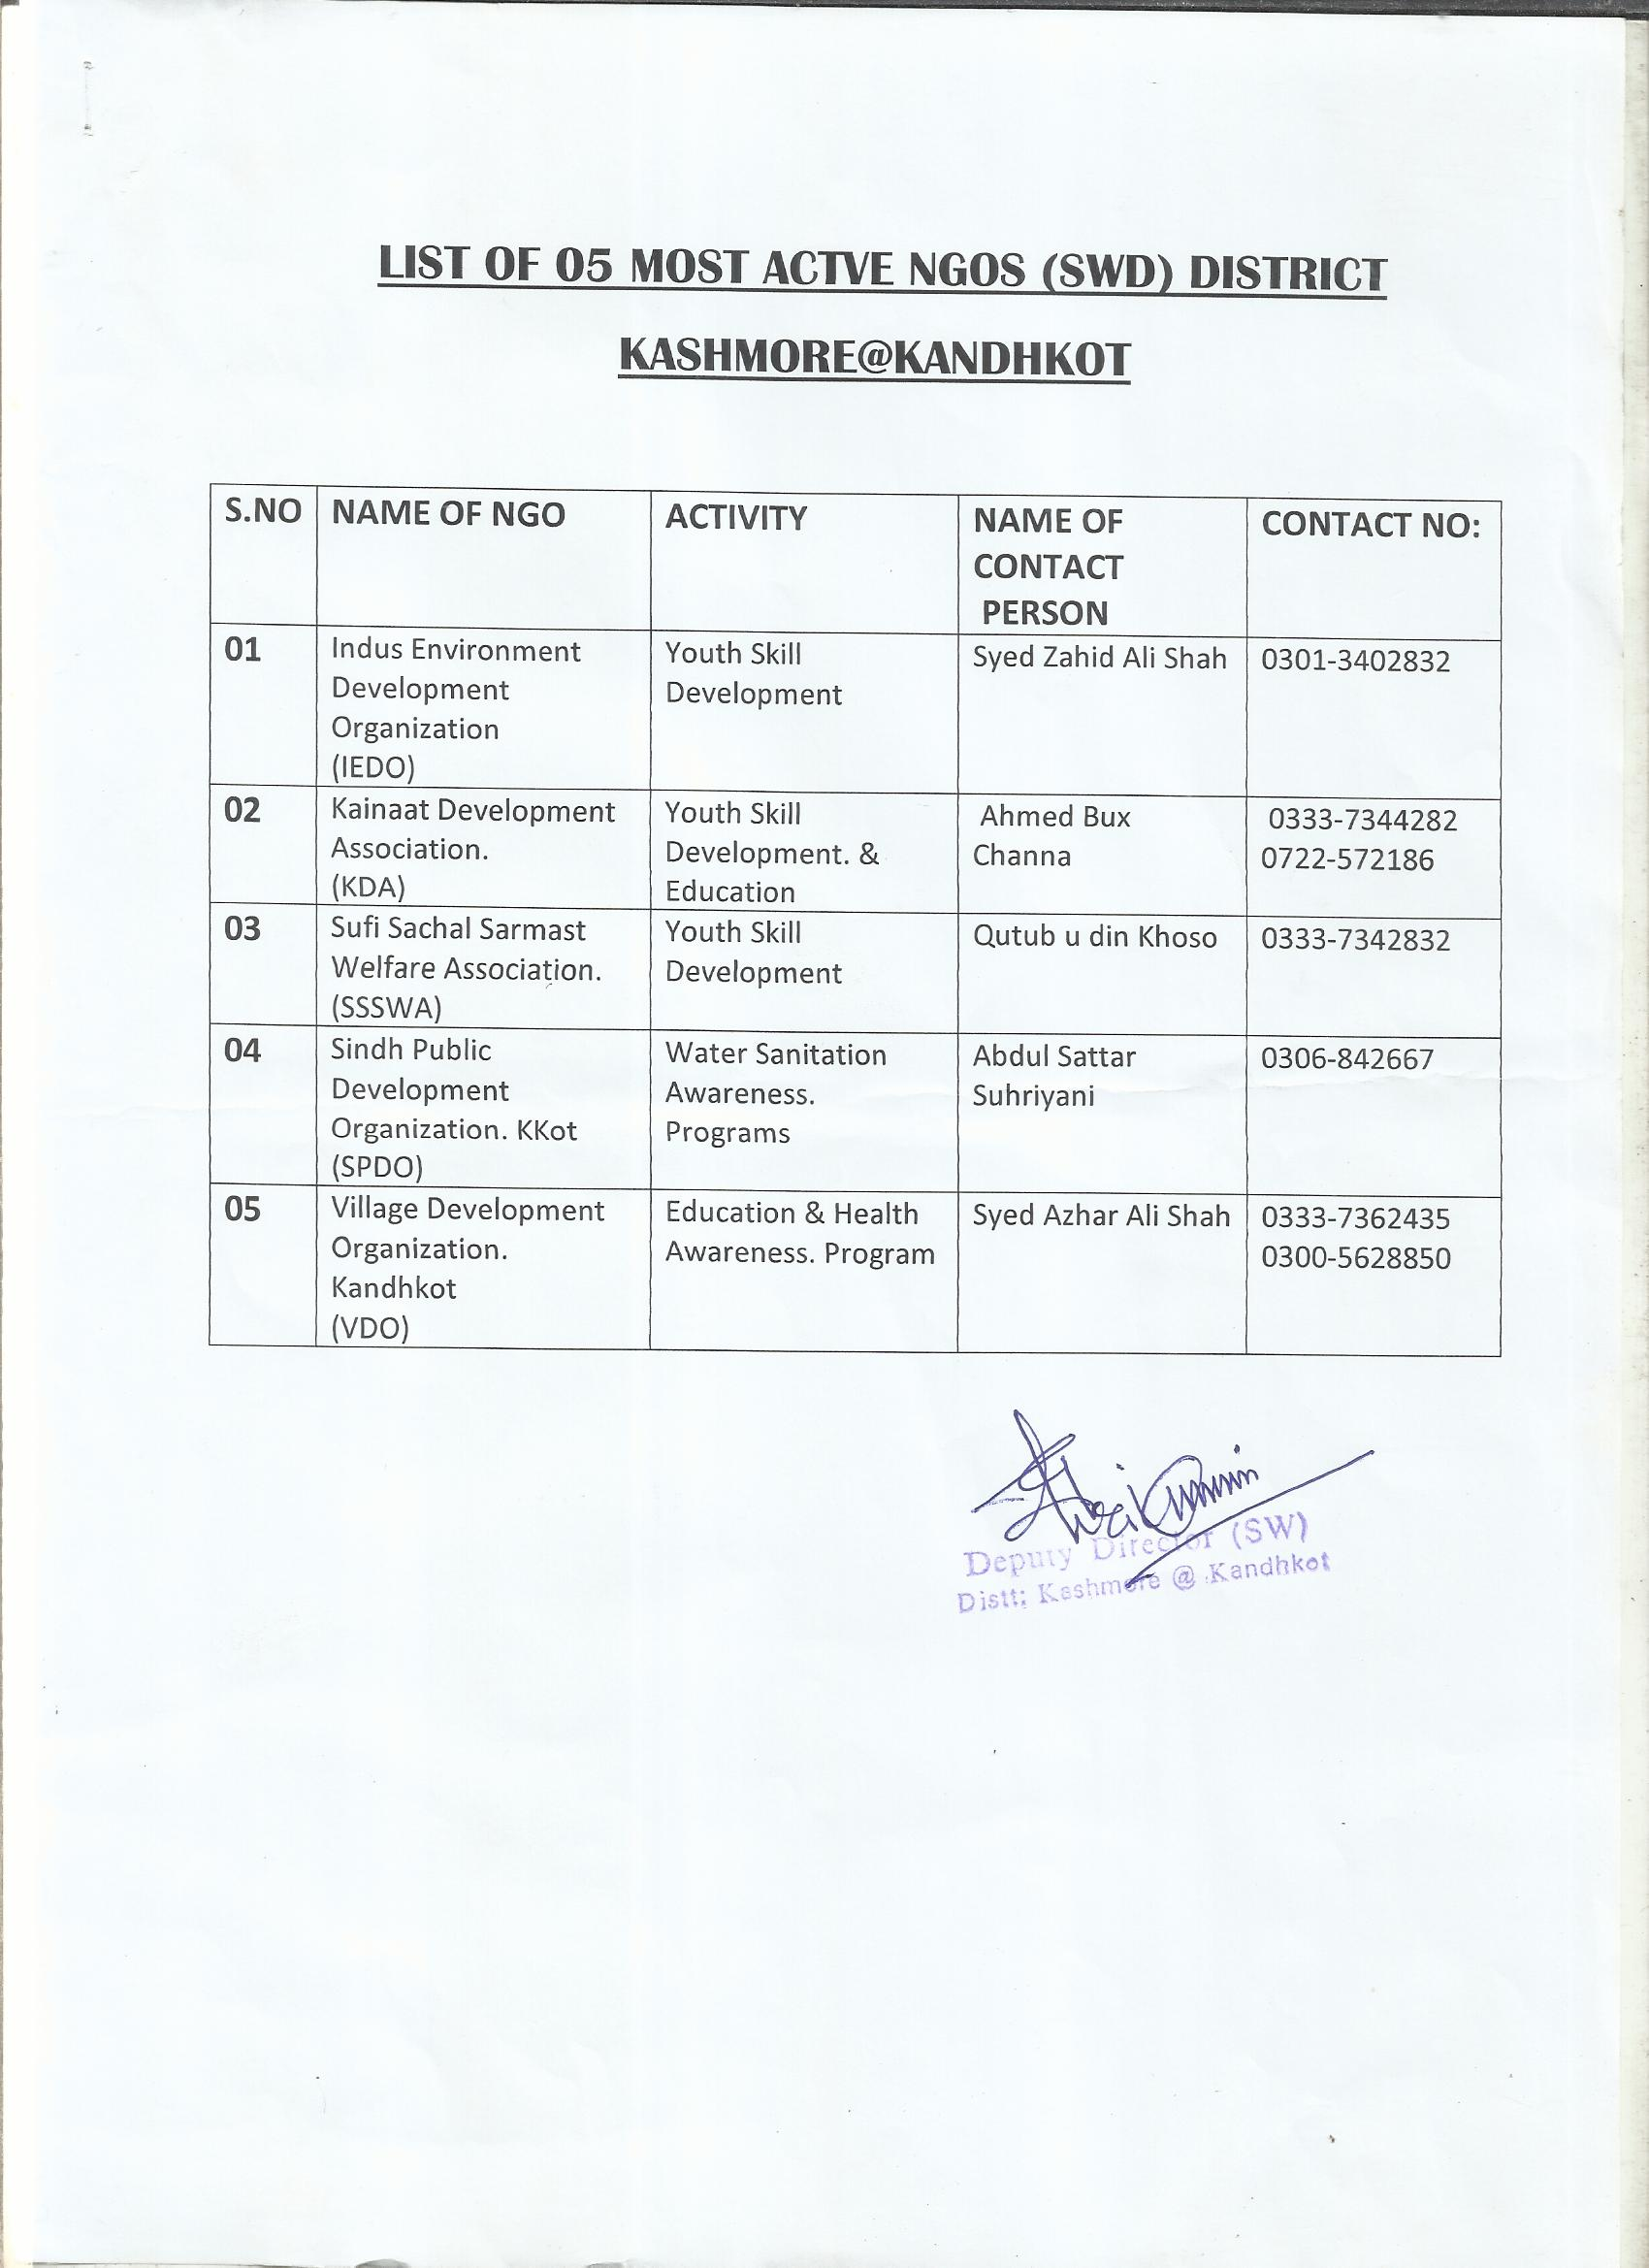 LIST OF 05 MOST ACTVE NGOS (SWD) DISTRICT
KASHMORE@KANDHKOT
S.NO NAME OF NGO ACTIVITY NAME OF CONTACT PERSON CONTACT NO:
01 Indus Environment Development Organization (IEDO) Youth Skill Development Syed Zahid Ali Shah 0301-3402832
02 Kainaat Development Association. (KDA) Youth Skill Development. & Education Ahmed Bux Channa 0333-7344282 0722-572186
03 Sufi Sachal Sarmast Welfare Association. (SSSWA) Youth Skill Development Qutub u din Khoso 0333-7342832
04 Sindh Public Development Organization. KKot (SPDO) Water Sanitation Awareness. Programs Abdul Sattar Suhriyani 0306-842667
05 Village Development Organization. Kandhkot (VDO) Education & Health Awareness. Program Syed Azhar Ali Shah 0333-7362435 0300-5628850
Deputy Director (SW)
Distt; Kashmore @ Kandhkot